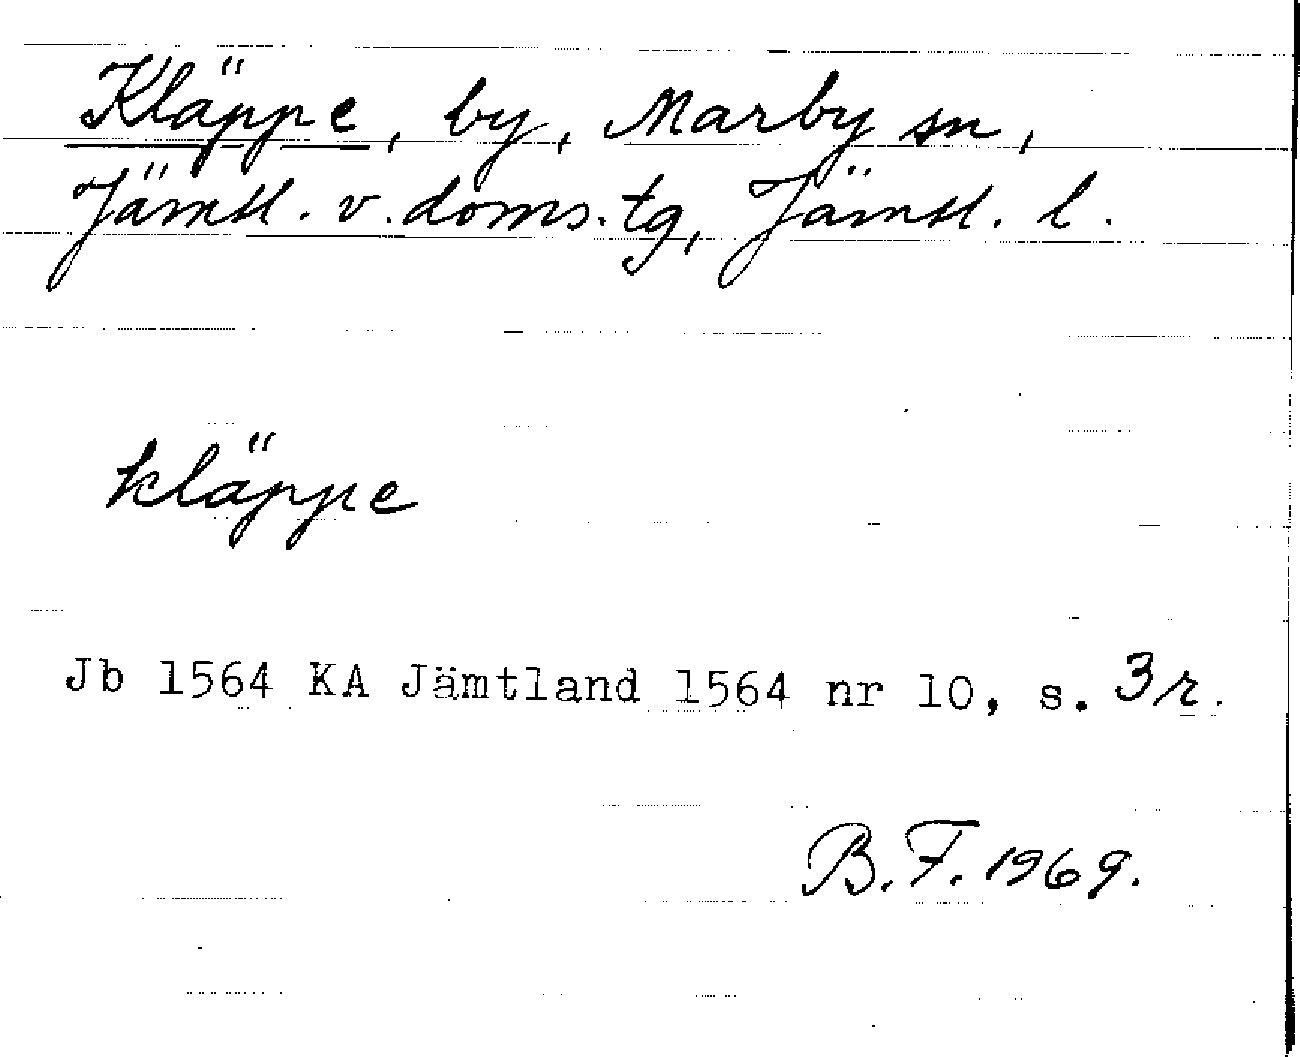 Kläppe, by, Marby sn,
Jämtl. v. doms. tg, Jämtl. l.
kläppe
Jb 1564 KA Jämtland 1564 nr 10, s. 3r.
B.F. 1969.